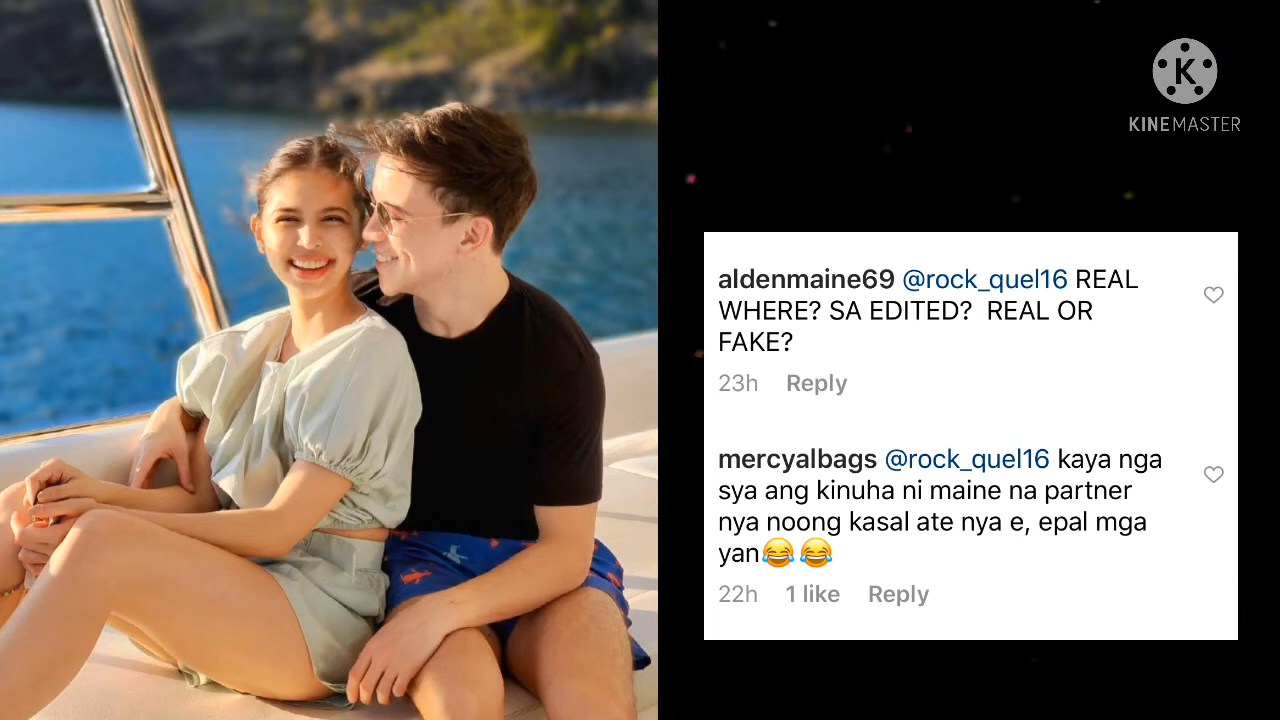 K
KINEMASTER
aldenmaine69 @rock_quel16 REAL
WHERE? SA EDITED? REAL OR
FAKE?
23h Reply
mercyalbags @rock_quel16 kaya nga
sya ang kinuha ni maine na partner
nya noong kasal ate nya e, epal mga
yan😂😂
22h 1 like Reply